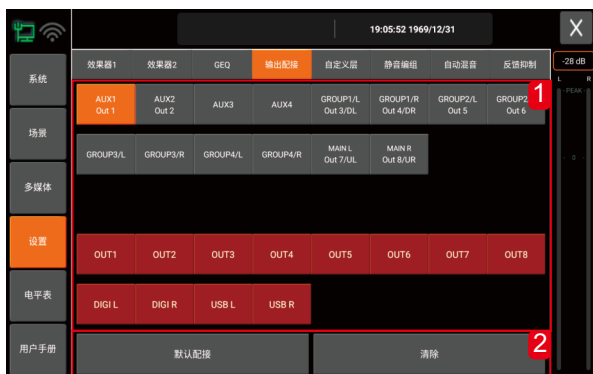 19:05:52 1969/12/31
X
系统
场景
多媒体
设置
电平表
用户手册
效果器1 效果器2 GEQ 输出配接 自定义层 静音编组 自动混音 反馈抑制
-28 dB
L R
PEAK
0
1
AUX1 AUX2 AUX3 AUX4 GROUP1/L GROUP1/R GROUP2/L GROUP2
Out 1 Out 2 Out 3/DL Out 4/DR Out 5 Out 6
GROUP3/L GROUP3/R GROUP4/L GROUP4/R MAIN L MAIN R
Out 7/UL Out 8/UR
OUT1 OUT2 OUT3 OUT4 OUT5 OUT6 OUT7 OUT8
DIGI L DIGI R USB L USB R
2
默认配接 清除